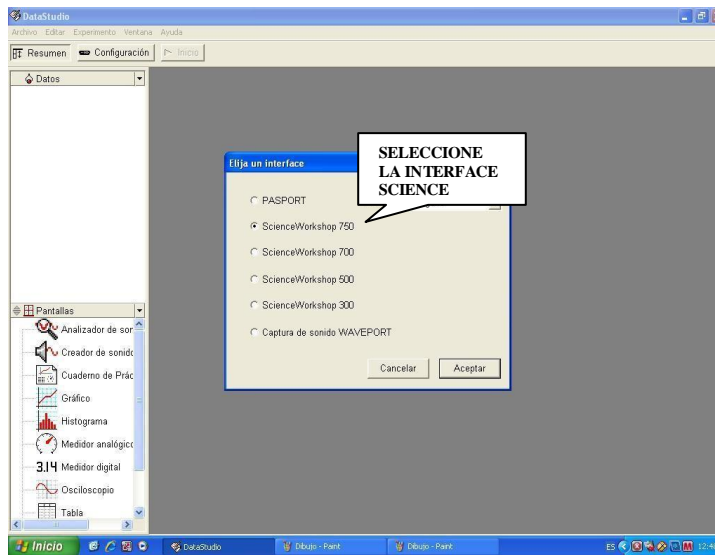 DataStudio
Archivo Editar Experimento Ventana Ayuda
Resumen Configuración Inicio
Datos
Elija un interface
SELECCIONE
LA INTERFACE
SCIENCE
PASPORT
ScienceWorkshop 750
ScienceWorkshop 700
ScienceWorkshop 500
ScienceWorkshop 300
Captura de sonido WAVEPORT
Cancelar Aceptar
Pantallas
Analizador de sor
Creador de sonidc
Cuaderno de Prác
Gráfico
Histograma
Medidor analógicc
3.14 Medidor digital
Osciloscopio
Tabla
Inicio DataStudio Dibujo - Paint Dibujo - Paint ES